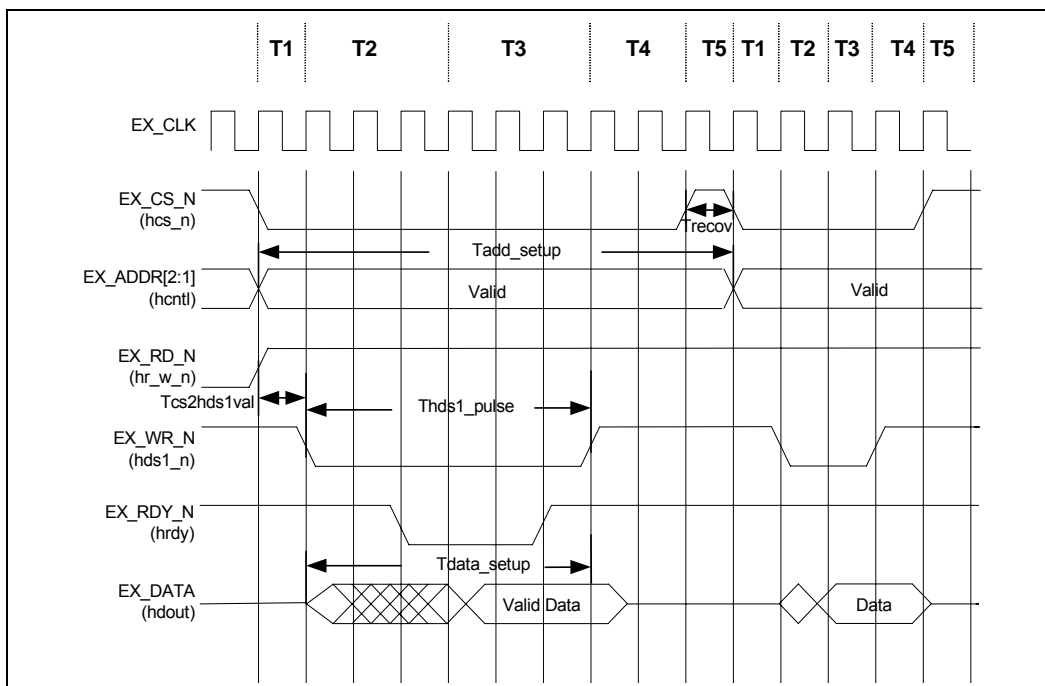 T1 T2 T3 T4 T5 T1 T2 T3 T4 T5
EX_CLK
EX_CS_N
(hcs_n)
Trecov
Tadd_setup
EX_ADDR[2:1]
(hcntl)
Valid
Valid
EX_RD_N
(hr_w_n)
Tcs2hds1val
Thds1_pulse
EX_WR_N
(hds1_n)
EX_RDY_N
(hrdy)
Tdata_setup
EX_DATA
(hdout)
Valid Data
Data